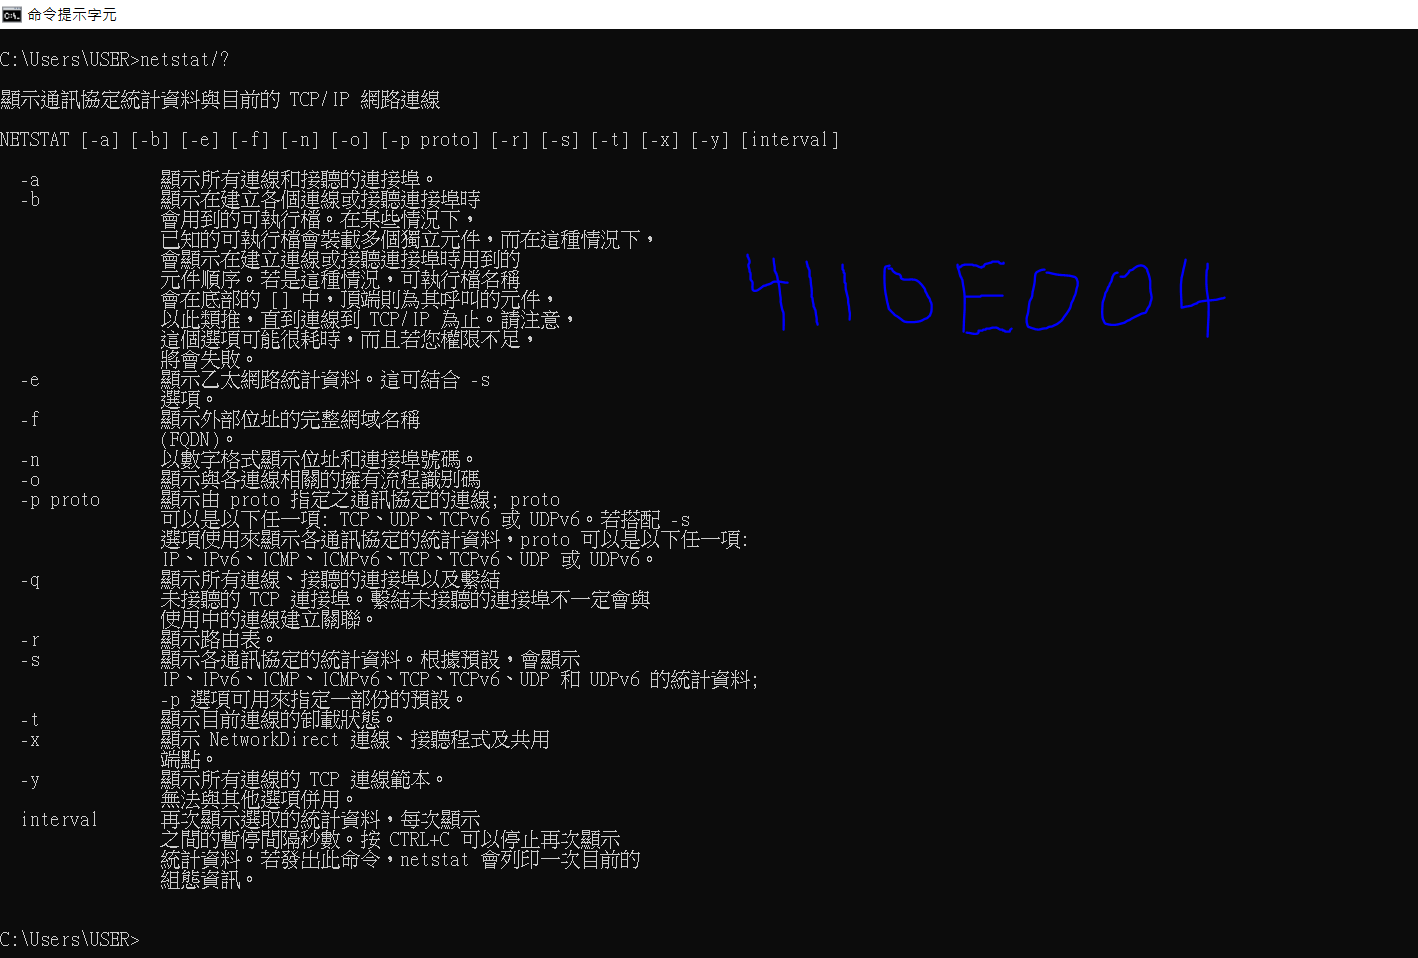 命令提示字元
C:\Users\USER>netstat/?
顯示通訊協定統計資料與目前的 TCP/IP 網路連線
NETSTAT [-a] [-b] [-e] [-f] [-n] [-o] [-p proto] [-r] [-s] [-t] [-x] [-y] [interval]
-a 顯示所有連線和接聽的連接埠。
-b 顯示在建立各個連線或接聽連接埠時
會用到的可執行檔。在某些情況下，
已知的可執行檔會裝載多個獨立元件，而在這種情況下，
會顯示在建立連線或接聽連接埠時用到的
元件順序。若是這種情況，可執行檔名稱
會在底部的 [] 中，頂端則為其呼叫的元件，
以此類推，直到連線到 TCP/IP 為止。請注意，
這個選項可能很耗時，而且若您權限不足，
將會失敗。
4110E004
-e 顯示乙太網路統計資料。這可結合 -s
選項。
-f 顯示外部位址的完整網域名稱
(FQDN)。
-n 以數字格式顯示位址和連接埠號碼。
-o 顯示與各連線相關的擁有流程識別碼
-p proto 顯示由 proto 指定之通訊協定的連線; proto
可以是以下任一項: TCP、UDP、TCPv6 或 UDPv6。若搭配 -s
選項使用來顯示各通訊協定的統計資料，proto 可以是以下任一項:
IP、IPv6、ICMP、ICMPv6、TCP、TCPv6、UDP 或 UDPv6。
-q 顯示所有連線、接聽的連接埠以及繫結
未接聽的 TCP 連接埠。繫結未接聽的連接埠不一定會與
使用中的連線建立關聯。
-r 顯示路由表。
-s 顯示各通訊協定的統計資料。根據預設，會顯示
IP、IPv6、ICMP、ICMPv6、TCP、TCPv6、UDP 和 UDPv6 的統計資料;
-p 選項可用來指定一部份的預設。
-t 顯示目前連線的卸載狀態。
-x 顯示 NetworkDirect 連線、接聽程式及共用
端點。
-y 顯示所有連線的 TCP 連線範本。
無法與其他選項併用。
interval 再次顯示選取的統計資料，每次顯示
之間的暫停間隔秒數。按 CTRL+C 可以停止再次顯示
統計資料。若發出此命令，netstat 會列印一次目前的
組態資訊。
C:\Users\USER>